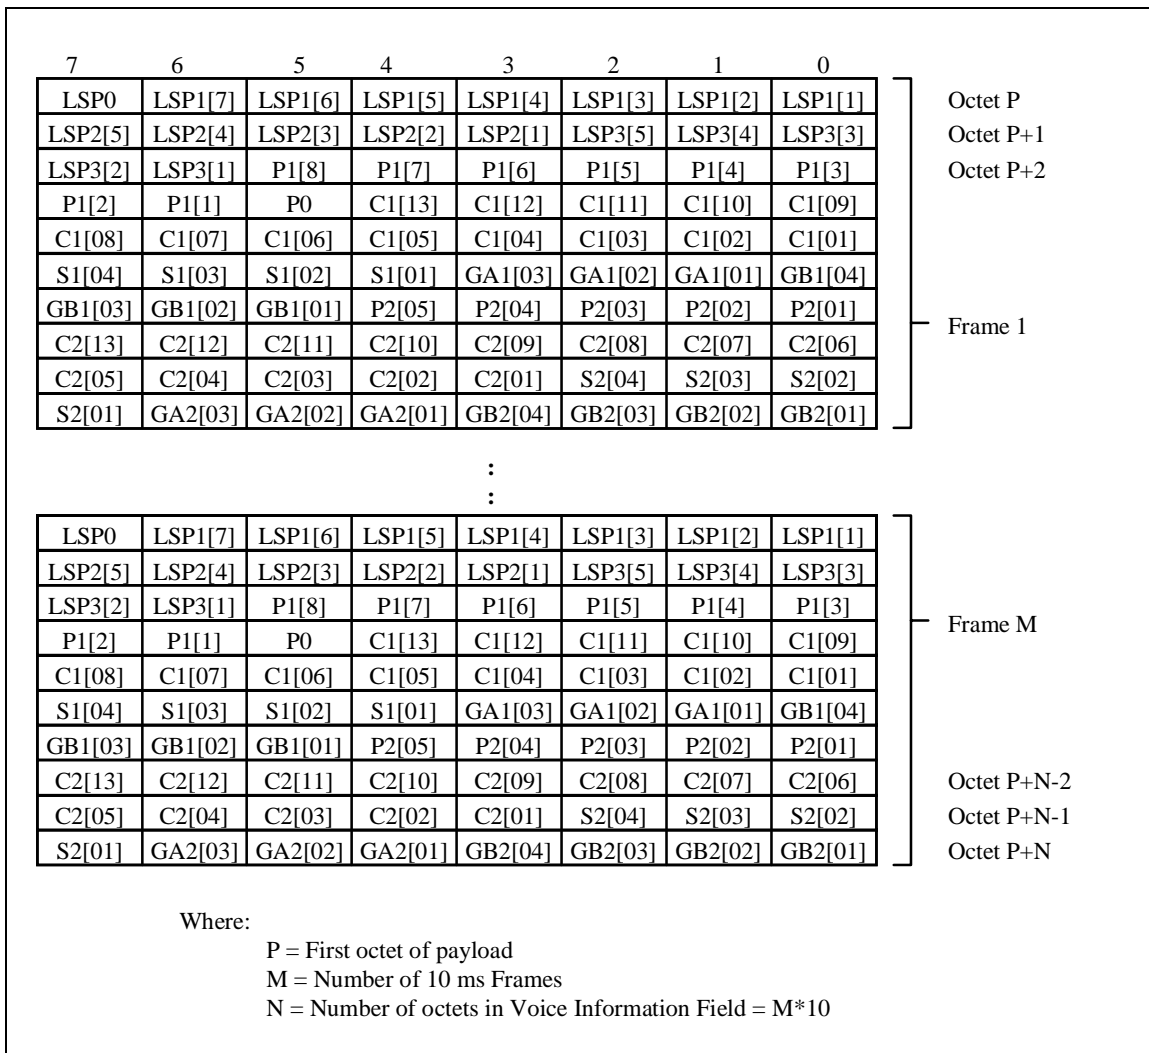 7 6 5 4 3 2 1 0
LSP0 LSP1[7] LSP1[6] LSP1[5] LSP1[4] LSP1[3] LSP1[2] LSP1[1] Octet P
LSP2[5] LSP2[4] LSP2[3] LSP2[2] LSP2[1] LSP3[5] LSP3[4] LSP3[3] Octet P+1
LSP3[2] LSP3[1] P1[8] P1[7] P1[6] P1[5] P1[4] P1[3] Octet P+2
P1[2] P1[1] P0 C1[13] C1[12] C1[11] C1[10] C1[09]
C1[08] C1[07] C1[06] C1[05] C1[04] C1[03] C1[02] C1[01]
S1[04] S1[03] S1[02] S1[01] GA1[03] GA1[02] GA1[01] GB1[04]
GB1[03] GB1[02] GB1[01] P2[05] P2[04] P2[03] P2[02] P2[01]
Frame 1
C2[13] C2[12] C2[11] C2[10] C2[09] C2[08] C2[07] C2[06]
C2[05] C2[04] C2[03] C2[02] C2[01] S2[04] S2[03] S2[02]
S2[01] GA2[03] GA2[02] GA2[01] GB2[04] GB2[03] GB2[02] GB2[01]
:
:
LSP0 LSP1[7] LSP1[6] LSP1[5] LSP1[4] LSP1[3] LSP1[2] LSP1[1]
LSP2[5] LSP2[4] LSP2[3] LSP2[2] LSP2[1] LSP3[5] LSP3[4] LSP3[3]
LSP3[2] LSP3[1] P1[8] P1[7] P1[6] P1[5] P1[4] P1[3]
Frame M
P1[2] P1[1] P0 C1[13] C1[12] C1[11] C1[10] C1[09]
C1[08] C1[07] C1[06] C1[05] C1[04] C1[03] C1[02] C1[01]
S1[04] S1[03] S1[02] S1[01] GA1[03] GA1[02] GA1[01] GB1[04]
GB1[03] GB1[02] GB1[01] P2[05] P2[04] P2[03] P2[02] P2[01]
C2[13] C2[12] C2[11] C2[10] C2[09] C2[08] C2[07] C2[06] Octet P+N-2
C2[05] C2[04] C2[03] C2[02] C2[01] S2[04] S2[03] S2[02] Octet P+N-1
S2[01] GA2[03] GA2[02] GA2[01] GB2[04] GB2[03] GB2[02] GB2[01] Octet P+N
Where:
P = First octet of payload
M = Number of 10 ms Frames
N = Number of octets in Voice Information Field = M*10